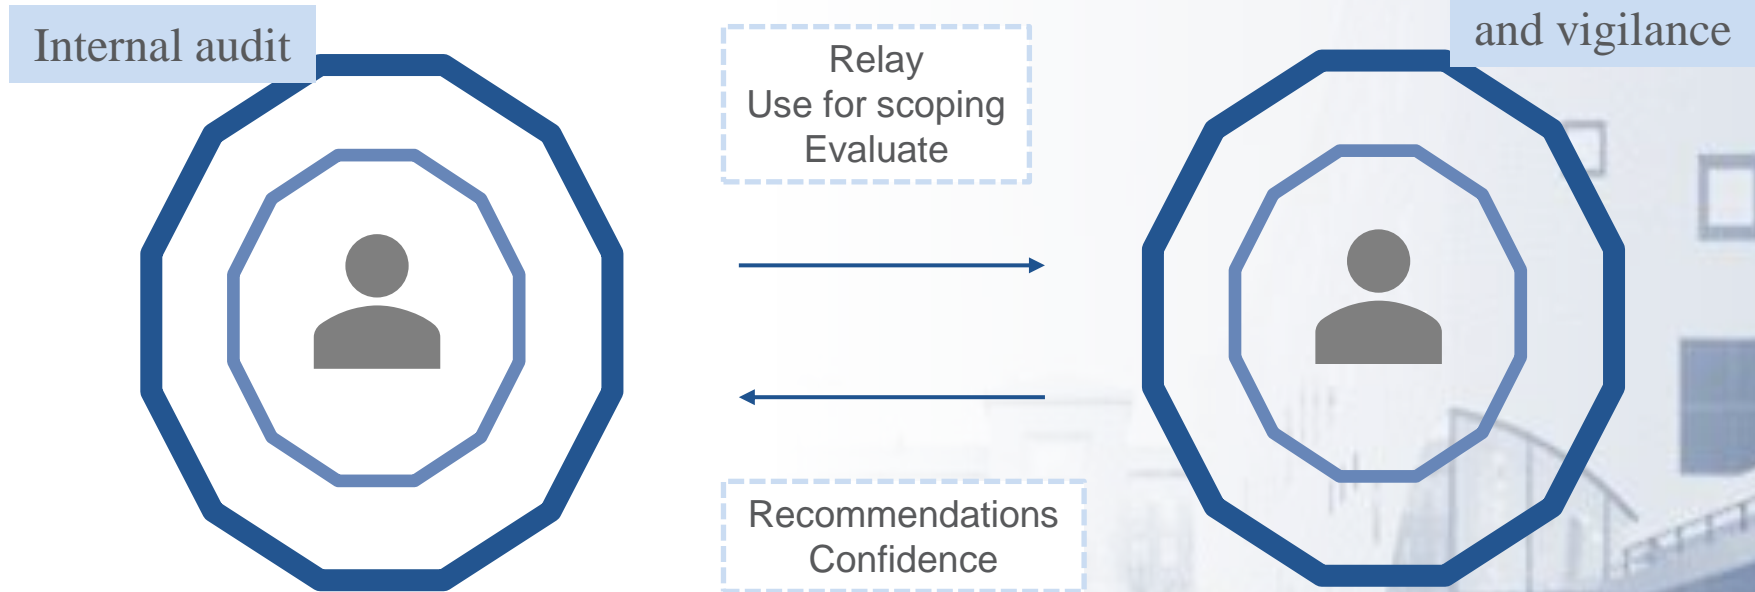 Internal audit
Relay
Use for scoping
Evaluate
and vigilance
Recommendations
Confidence